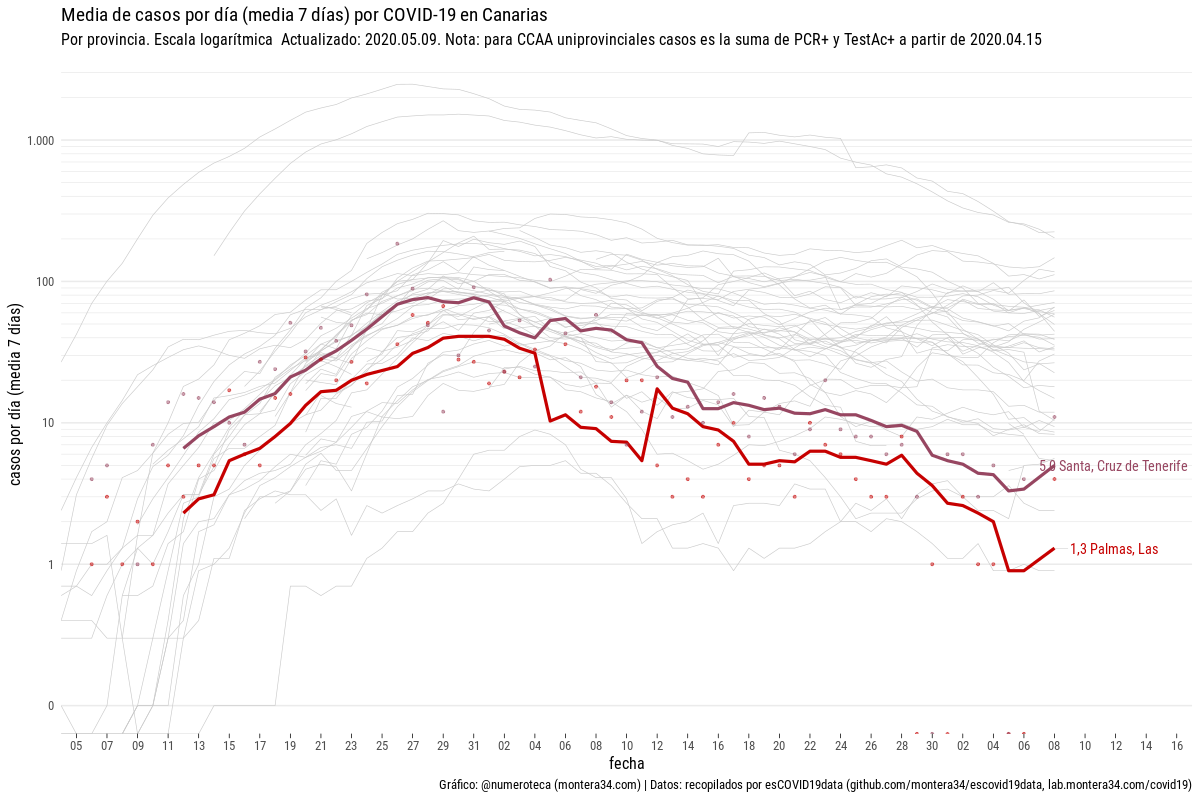 Media de casos por día (media 7 días) por COVID-19 en Canarias
Por provincia. Escala logarítmica  Actualizado: 2020.05.09. Nota: para CCAA uniprovinciales casos es la suma de PCR+ y TestAc+ a partir de 2020.04.15
casos por día (media 7 días)
1.000
100
10
1
0
5,0 Santa, Cruz de Tenerife
1,3 Palmas, Las
05 07 09 11 13 15 17 19 21 23 25 27 29 31 02 04 06 08 10 12 14 16 18 20 22 24 26 28 30 02 04 06 08 10 12 14 16
fecha
Gráfico: @numeroteca (montera34.com) | Datos: recopilados por esCOVID19data (github.com/montera34/escovid19data, lab.montera34.com/covid19)